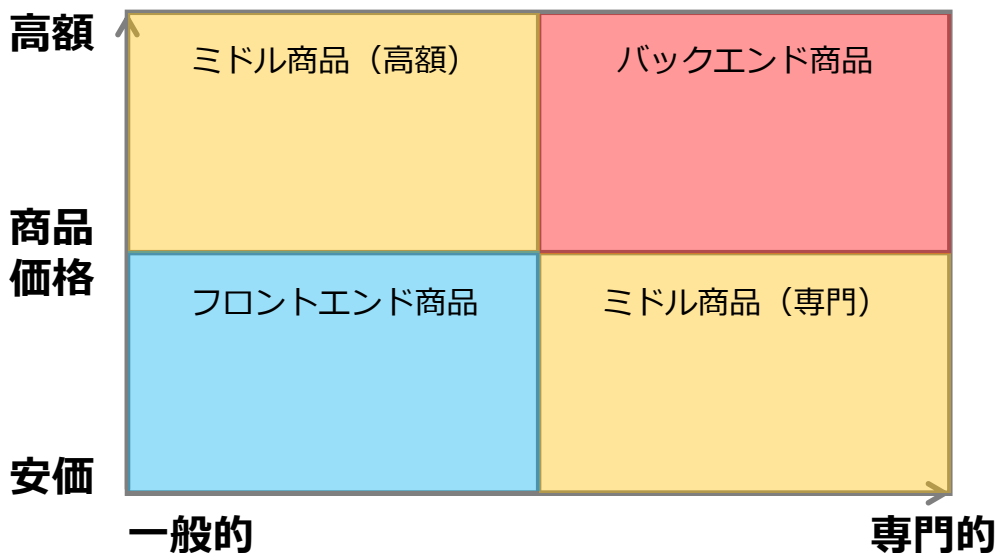 高額
ミドル商品（高額）
バックエンド商品
商品
価格
フロントエンド商品
ミドル商品（専門）
安価
一般的
専門的